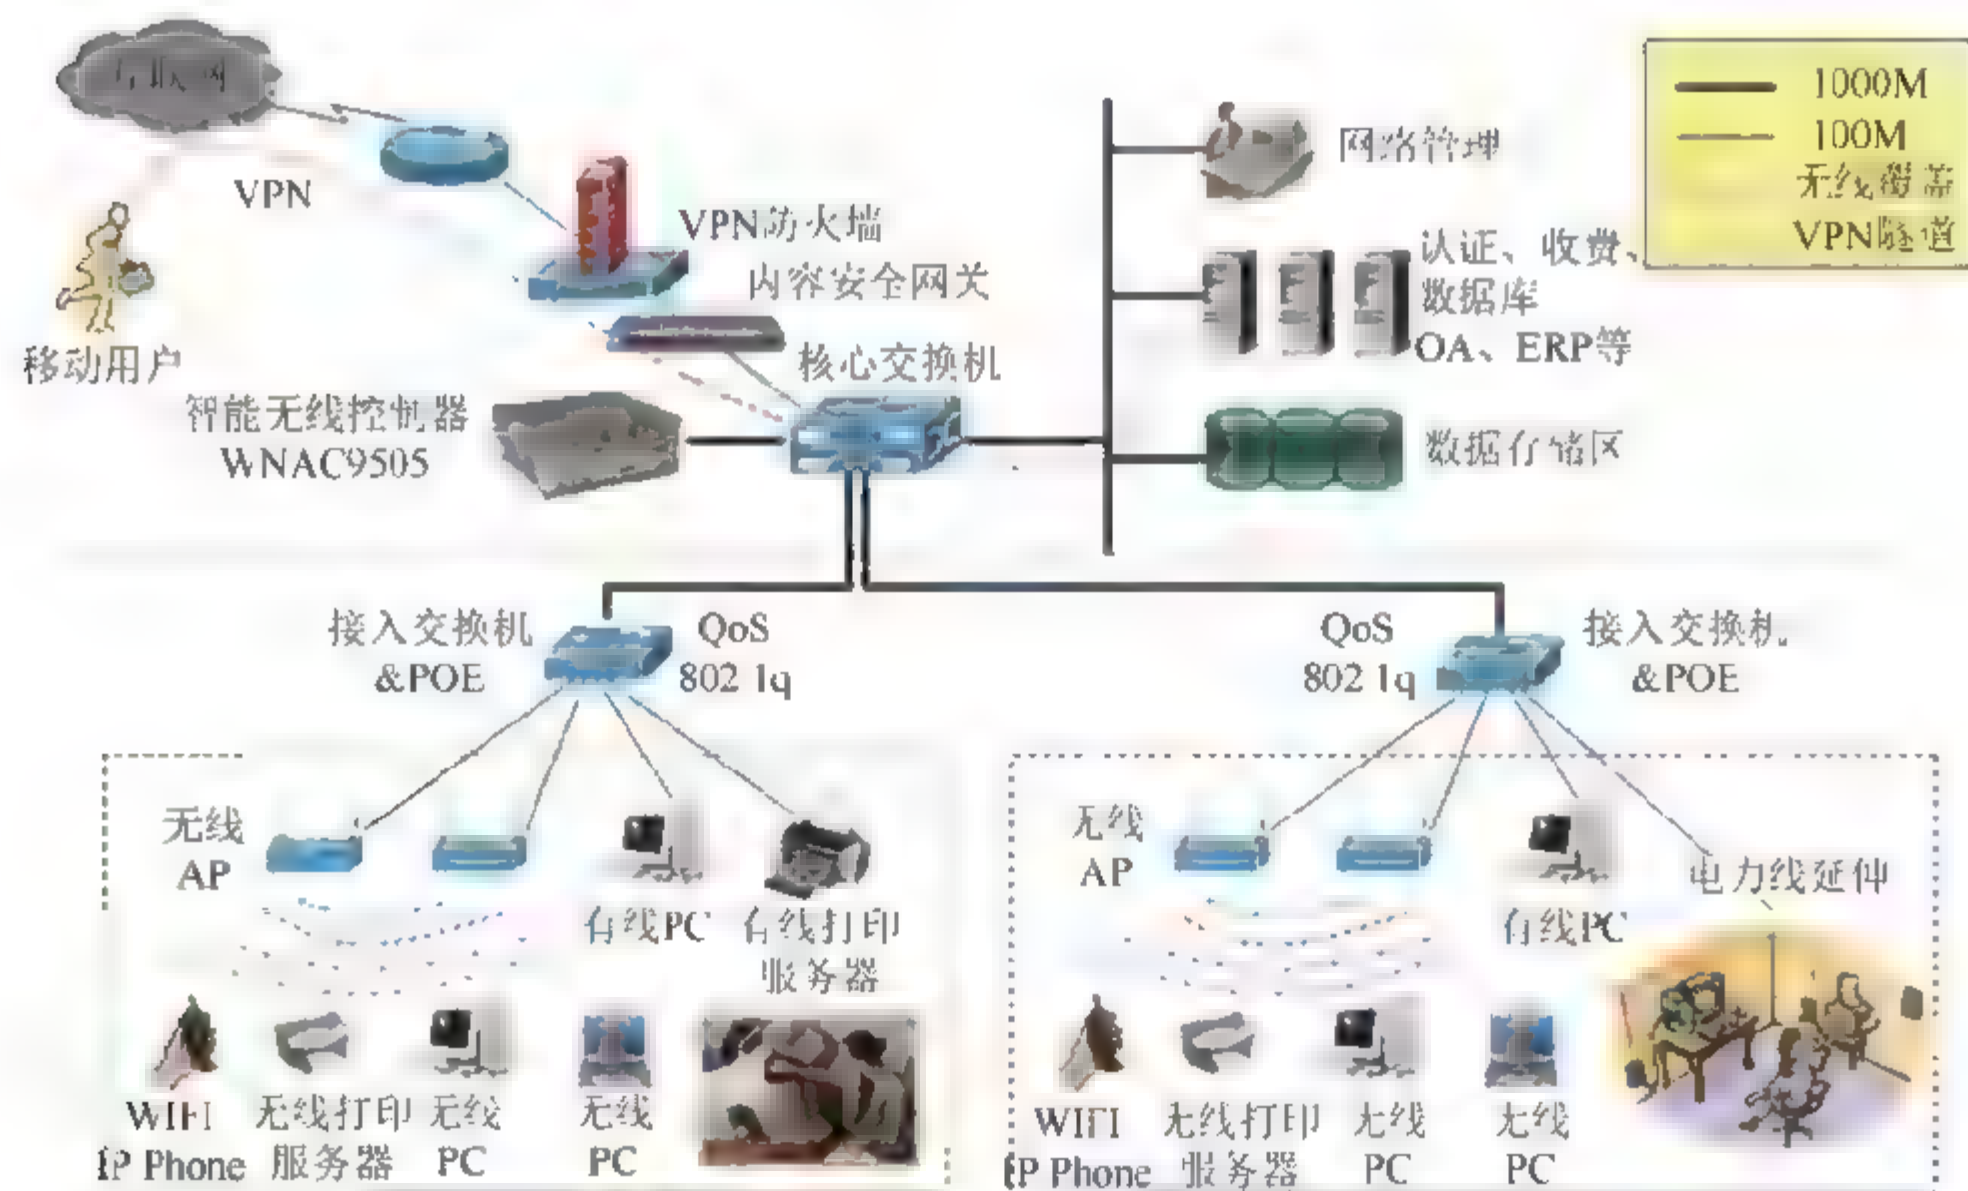 互联网
1000M
100M
无线覆盖
VPN隧道
网络管理
VPN
VPN防火墙
内容安全网关
认证、收费、
数据库
OA、ERP等
移动用户
核心交换机
智能无线控制器
WNAC9505
数据存储区
接入交换机
&POE
QoS
802 1q
QoS
802 1q
接入交换机
&POE
无线
AP
有线PC
有线打印
服务器
无线
AP
有线PC
电力线延伸
WIFI
IP Phone
无线打印
服务器
无线
PC
无线
PC
WIFI
IP Phone
无线打印
服务器
无线
PC
无线
PC